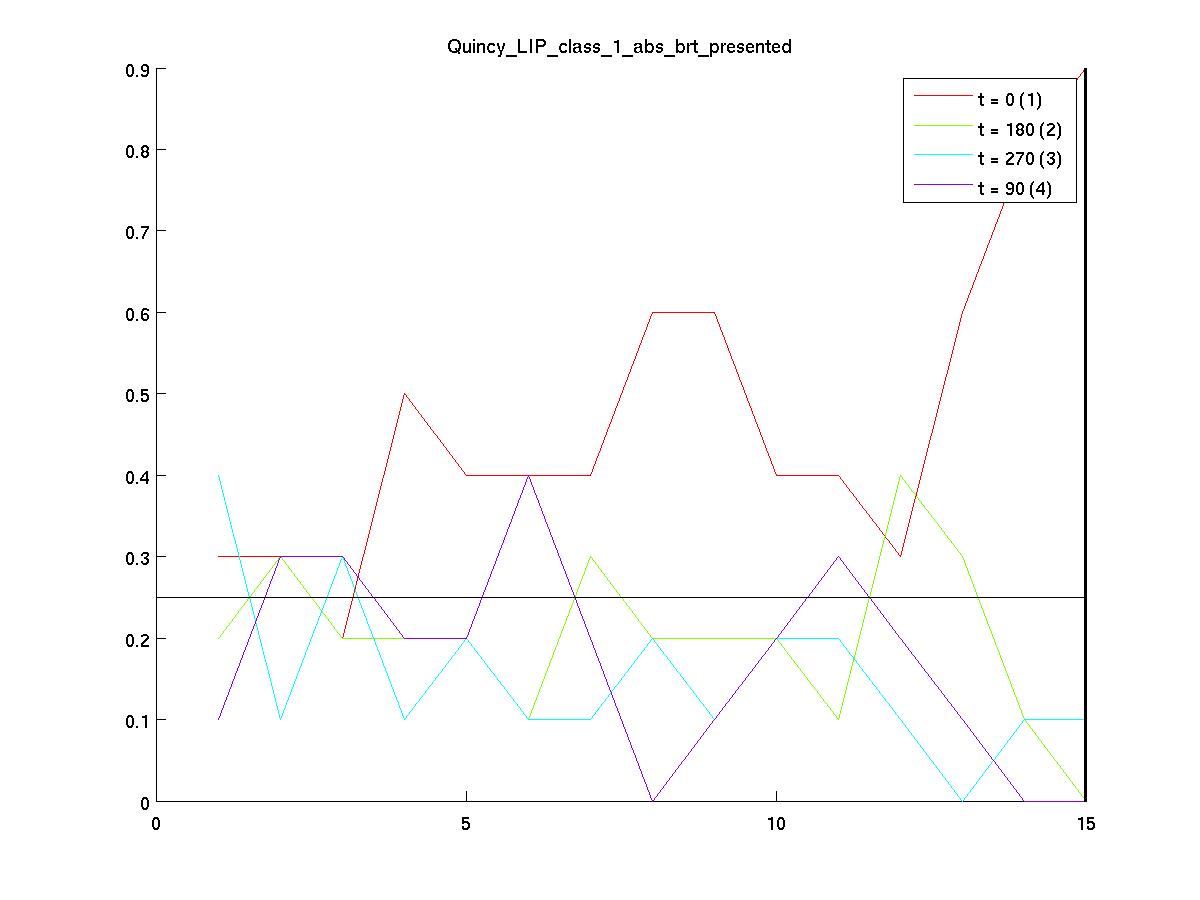 Quincy_LIP_class_1_abs_brt_presented
0.9
0.8
0.7
0.6
0.5
0.4
0.3
0.2
0.1
0
t = 0 (1)
t = 180 (2)
t = 270 (3)
t = 90 (4)
0 5 10 15